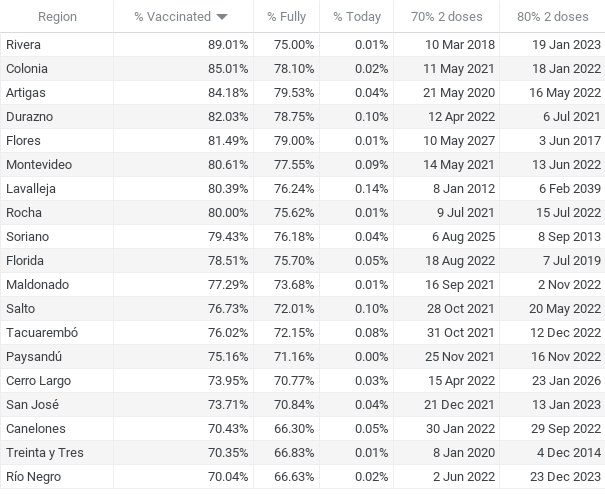 Region % Vaccinated % Fully % Today 70% 2 doses 80% 2 doses
Rivera 89.01% 75.00% 0.01% 10 Mar 2018 19 Jan 2023
Colonia 85.01% 78.10% 0.02% 11 May 2021 18 Jan 2022
Artigas 84.18% 79.53% 0.04% 21 May 2020 16 May 2022
Durazno 82.03% 78.75% 0.10% 12 Apr 2022 6 Jul 2021
Flores 81.49% 79.00% 0.01% 10 May 2027 3 Jun 2017
Montevideo 80.61% 77.55% 0.09% 14 May 2021 13 Jun 2022
Lavalleja 80.39% 76.24% 0.14% 8 Jan 2012 6 Feb 2039
Rocha 80.00% 75.62% 0.01% 9 Jul 2021 15 Jul 2022
Soriano 79.43% 76.18% 0.04% 6 Aug 2025 8 Sep 2013
Florida 78.51% 75.70% 0.05% 18 Aug 2022 7 Jul 2019
Maldonado 77.29% 73.68% 0.01% 16 Sep 2021 2 Nov 2022
Salto 76.73% 72.01% 0.10% 28 Oct 2021 20 May 2022
Tacuarembó 76.02% 72.15% 0.08% 31 Oct 2021 12 Dec 2022
Paysandú 75.16% 71.16% 0.00% 25 Nov 2021 16 Nov 2022
Cerro Largo 73.95% 70.77% 0.03% 15 Apr 2022 23 Jan 2026
San José 73.71% 70.84% 0.04% 21 Dec 2021 13 Jan 2023
Canelones 70.43% 66.30% 0.05% 30 Jan 2022 29 Sep 2022
Treinta y Tres 70.35% 66.83% 0.01% 8 Jan 2020 4 Dec 2014
Río Negro 70.04% 66.63% 0.02% 2 Jun 2022 23 Dec 2023